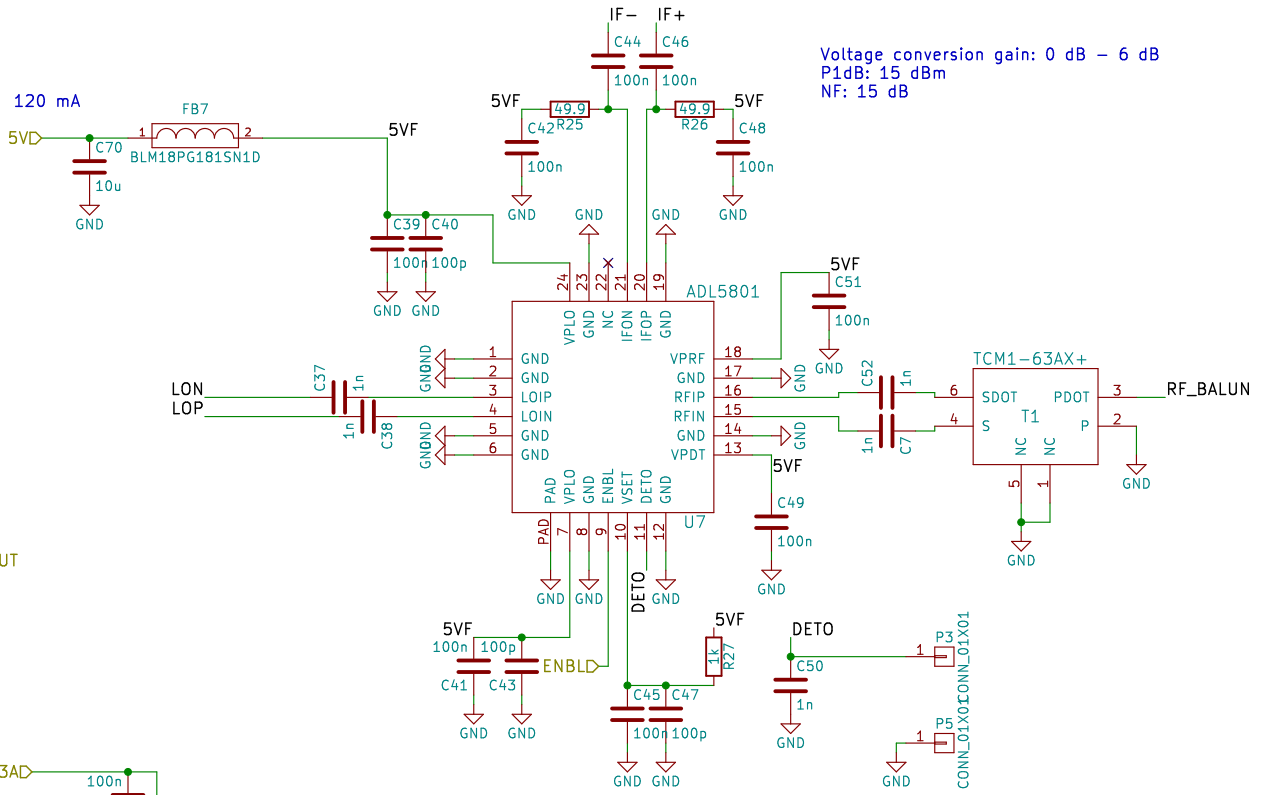 IF- IF+
C44 C46
100n 100n
Voltage conversion gain: 0 dB - 6 dB
P1dB: 15 dBm
NF: 15 dB
120 mA
FB7
5V 1 2 5VF
BLM18PG181SN1D
C70
10u
GND
5VF 49.9 49.9 5VF
R25 R26
C42 C48
100n 100n
GND GND
GND GND
C39 C40
100n 100p
GND GND
24 23 22 21 20 19
ADL5801
VPLO GND NC IFON IFOP GND
5VF
C51
100n
GND
GND 1 GND
GND 2 GND
LON C37 1n 3 LOIP
LOP 1n C38 4 LOIN
GND 5 GND
GND 6 GND
VPRF 18
GND 17 GND
RFIP 16 C52 1n
RFIN 15 1n C7
GND 14 GND
VPDT 13
5VF
TCM1-63AX+
6 SDOT PDOT 3 RF_BALUN
T1
4 S P 2
NC NC
5 1
GND
GND
PAD VPLO GND ENBL VSET DETO GND
U7
PAD 7 8 9 10 11 12
C49
100n
GND
GND GND DETO GND
UT
5VF
100n 100p
C41 C43
GND GND
ENBL
5VF
1k
R27
C45 C47
100n 100p
GND GND
DETO
C50
1n
GND
P3
1
CONN_01X01
P5
1
CONN_01X01
GND
3A
100n